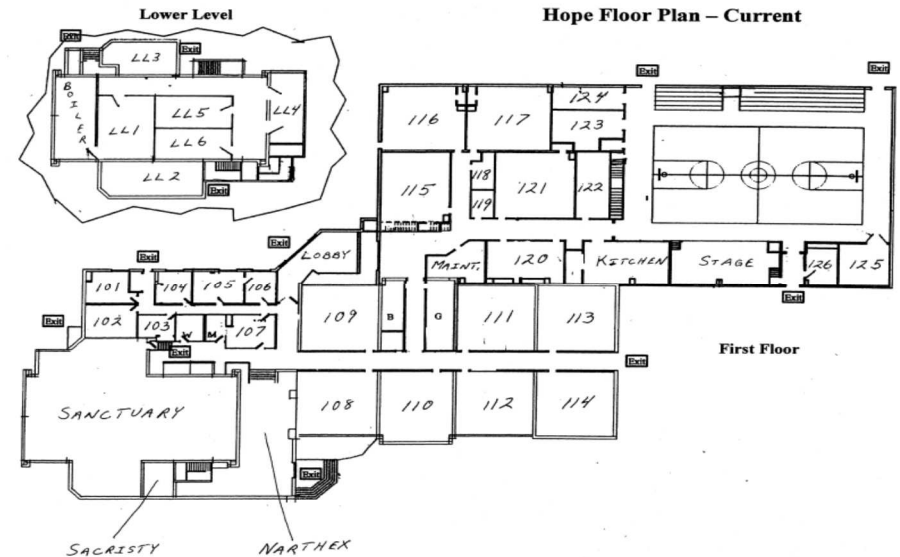 Lower Level
Hope Floor Plan – Current
Exit
Exit
LL3
BOILER
LL1
LL5
LL6
LL4
LL2
Exit
Exit
Exit
116
117
124
123
115
118
119
121
122
Exit
Exit
LOBBY
MAINT.
120
KITCHEN
STAGE
126
125
Exit
101
104
105
106
102
103
W
M
107
Exit
Exit
109
B
G
111
113
First Floor
Exit
SANCTUARY
108
110
112
114
Exit
SACRISTY
NARTHEX